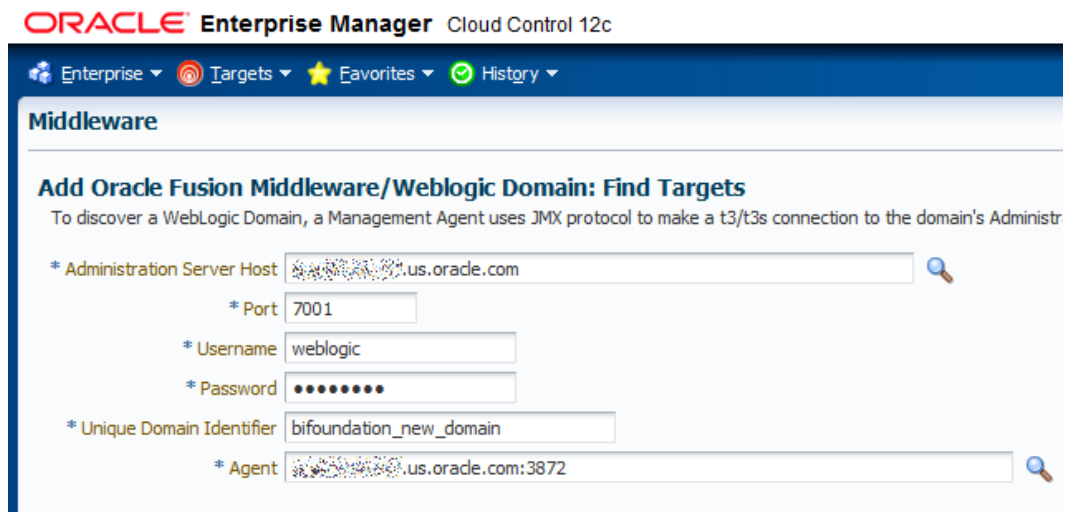 ORACLE Enterprise Manager Cloud Control 12c
Enterprise Targets Favorites History
Middleware
Add Oracle Fusion Middleware/Weblogic Domain: Find Targets
To discover a WebLogic Domain, a Management Agent uses JMX protocol to make a t3/t3s connection to the domain's Administr
* Administration Server Host .us.oracle.com
* Port 7001
* Username weblogic
* Password ••••••••
* Unique Domain Identifier bifoundation_new_domain
* Agent .us.oracle.com:3872